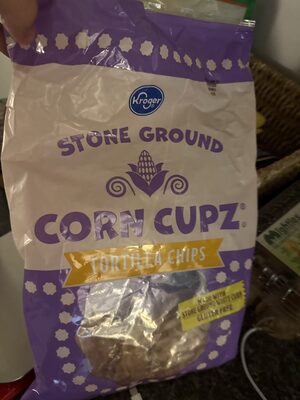 Kroger
STONE GROUND
CORN CUPZ®
TORTILLA CHIPS
MADE WITH
STONE GROUND WHITE CORN
GLUTEN FREE